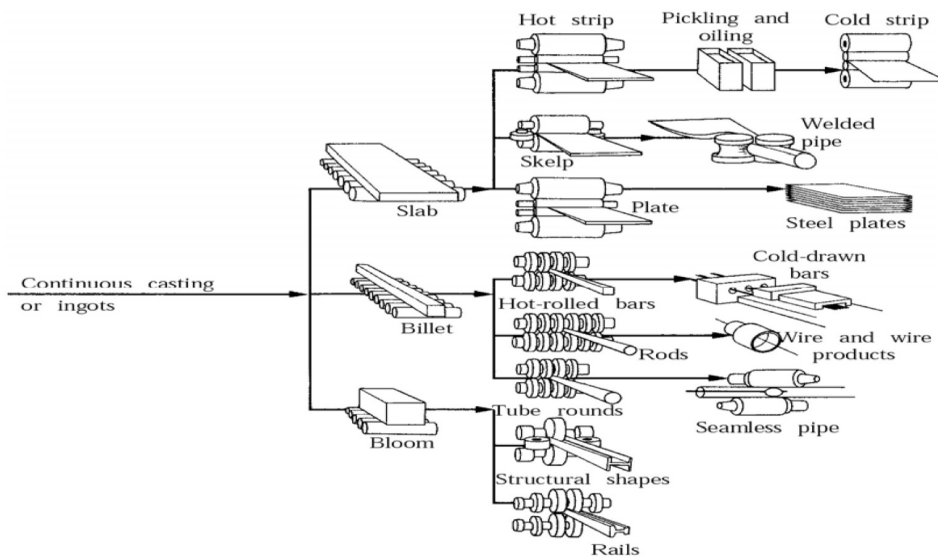 Hot strip
Pickling and
oiling
Cold strip
Skelp
Welded
pipe
Slab
Plate
Steel plates
Continuous casting
or ingots
Billet
Hot-rolled bars
Cold-drawn
bars
Rods
Wire and wire
products
Tube rounds
Seamless pipe
Bloom
Structural shapes
Rails